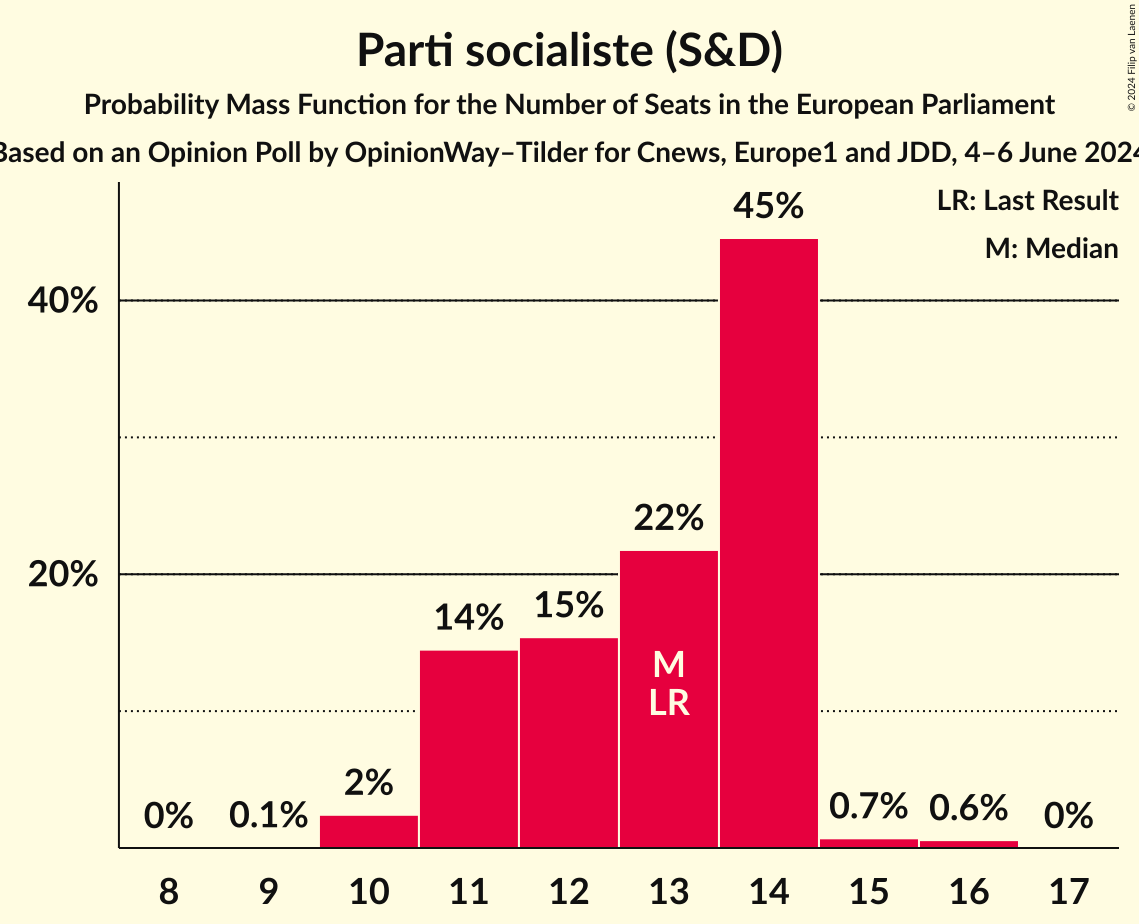 Parti socialiste (S&D)
Probability Mass Function for the Number of Seats in the European Parliament
Based on an Opinion Poll by OpinionWay–Tilder for Cnews, Europe1 and JDD, 4–6 June 2024
© 2024 Filip van Laenen
LR: Last Result
M: Median
45%
40%
22%
20%
15%
14%
M
LR
2%
0%
0.1%
0.7%
0.6%
0%
8 9 10 11 12 13 14 15 16 17